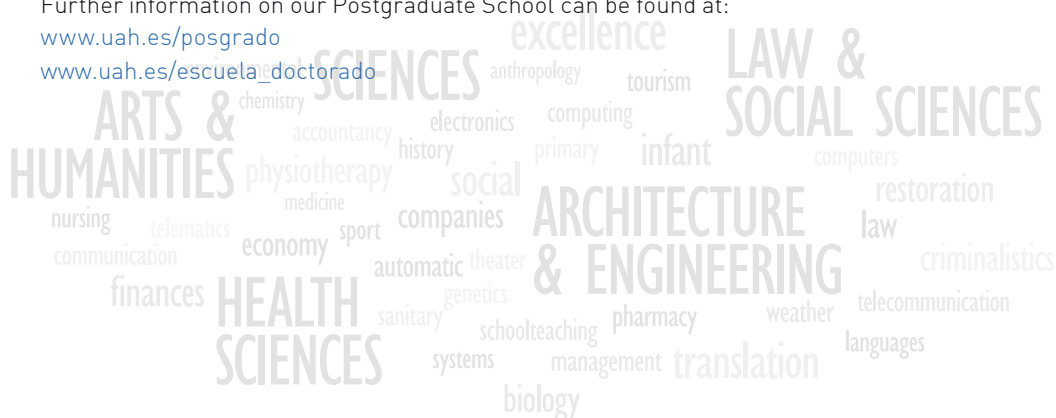 Further information on our Postgraduate School can be found at:
www.uah.es/posgrado
www.uah.es/escuela_doctorado
excellence
LAW &
SOCIAL SCIENCES
environmental
SCIENCES
anthropology
tourism
ARTS &
HUMANITIES
chemistry
accountancy
electronics
computing
history
primary
infant
computers
physiotherapy
social
restoration
medicine
nursing
telematics
companies
ARCHITECTURE
& ENGINEERING
law
communication
economy
sport
automatic
theater
criminalistics
finances
HEALTH
SCIENCES
genetics
sanitary
schoolteaching
pharmacy
weather
telecommunication
languages
systems
management
translation
biology